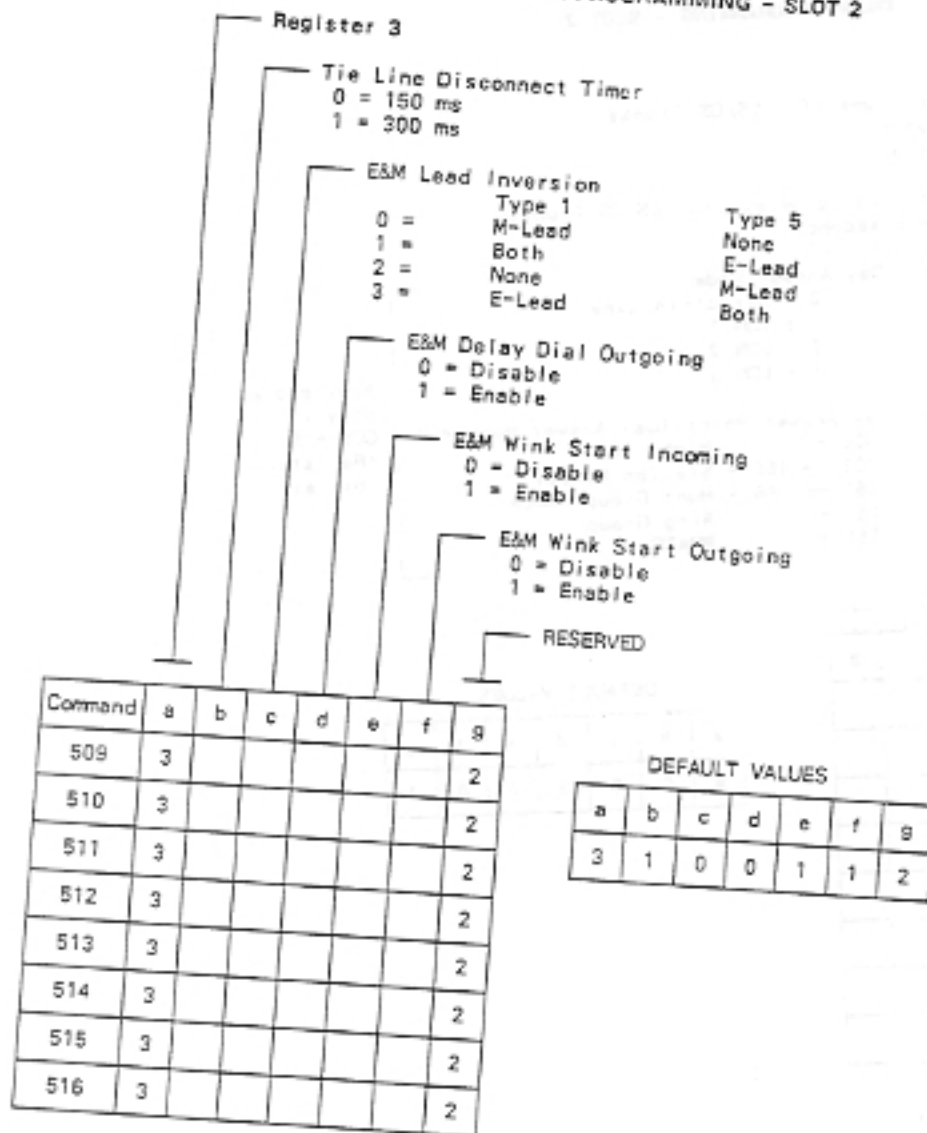 PROGRAMMING - SLOT 2
Register 3
Tie Line Disconnect Timer
0 = 150 ms
1 = 300 ms
E&M Lead Inversion
Type 1 Type 5
0 = M-Lead None
1 = Both E-Lead
2 = None M-Lead
3 = E-Lead Both
E&M Delay Dial Outgoing
0 = Disable
1 = Enable
E&M Wink Start Incoming
0 = Disable
1 = Enable
E&M Wink Start Outgoing
0 = Disable
1 = Enable
RESERVED
Command a b c d e f g
509 3 2
510 3 2
511 3 2
512 3 2
513 3 2
514 3 2
515 3 2
516 3 2
DEFAULT VALUES
a b c d e f g
3 1 0 0 1 1 2